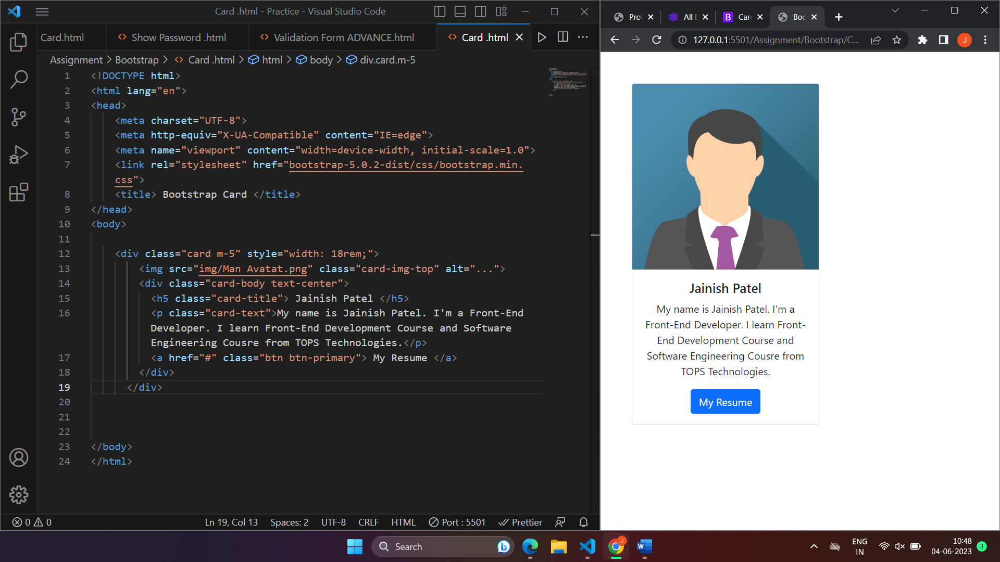 Card .html - Practice - Visual Studio Code
Card.html
Show Password .html
Validation Form ADVANCE.html
Card .html
Assignment > Bootstrap > Card .html > html > body > div.card.m-5
1 <!DOCTYPE html>
2 <html lang="en">
3 <head>
4 <meta charset="UTF-8">
5 <meta http-equiv="X-UA-Compatible" content="IE=edge">
6 <meta name="viewport" content="width=device-width, initial-scale=1.0">
7 <link rel="stylesheet" href="bootstrap-5.0.2-dist/css/bootstrap.min.
css">
8 <title> Bootstrap Card </title>
9 </head>
10 <body>
11
12 <div class="card m-5" style="width: 18rem;">
13 <img src="img/Man Avatat.png" class="card-img-top" alt="...">
14 <div class="card-body text-center">
15 <h5 class="card-title"> Jainish Patel </h5>
16 <p class="card-text">My name is Jainish Patel. I'm a Front-End
Developer. I learn Front-End Development Course and Software
Engineering Cousre from TOPS Technologies.</p>
17 <a href="#" class="btn btn-primary"> My Resume </a>
18 </div>
19 </div>
20
21
22
23 </body>
24 </html>
0 0
Ln 19, Col 13
Spaces: 2
UTF-8
CRLF
HTML
Port : 5501
Prettier
Prof
All
B
Card
Boo
127.0.0.1:5501/Assignment/Bootstrap/C...
J
Jainish Patel
My name is Jainish Patel. I'm a
Front-End Developer. I learn Front-
End Development Course and
Software Engineering Cousre from
TOPS Technologies.
My Resume
Search
J
W
ENG
IN
10:48
04-06-2023
3